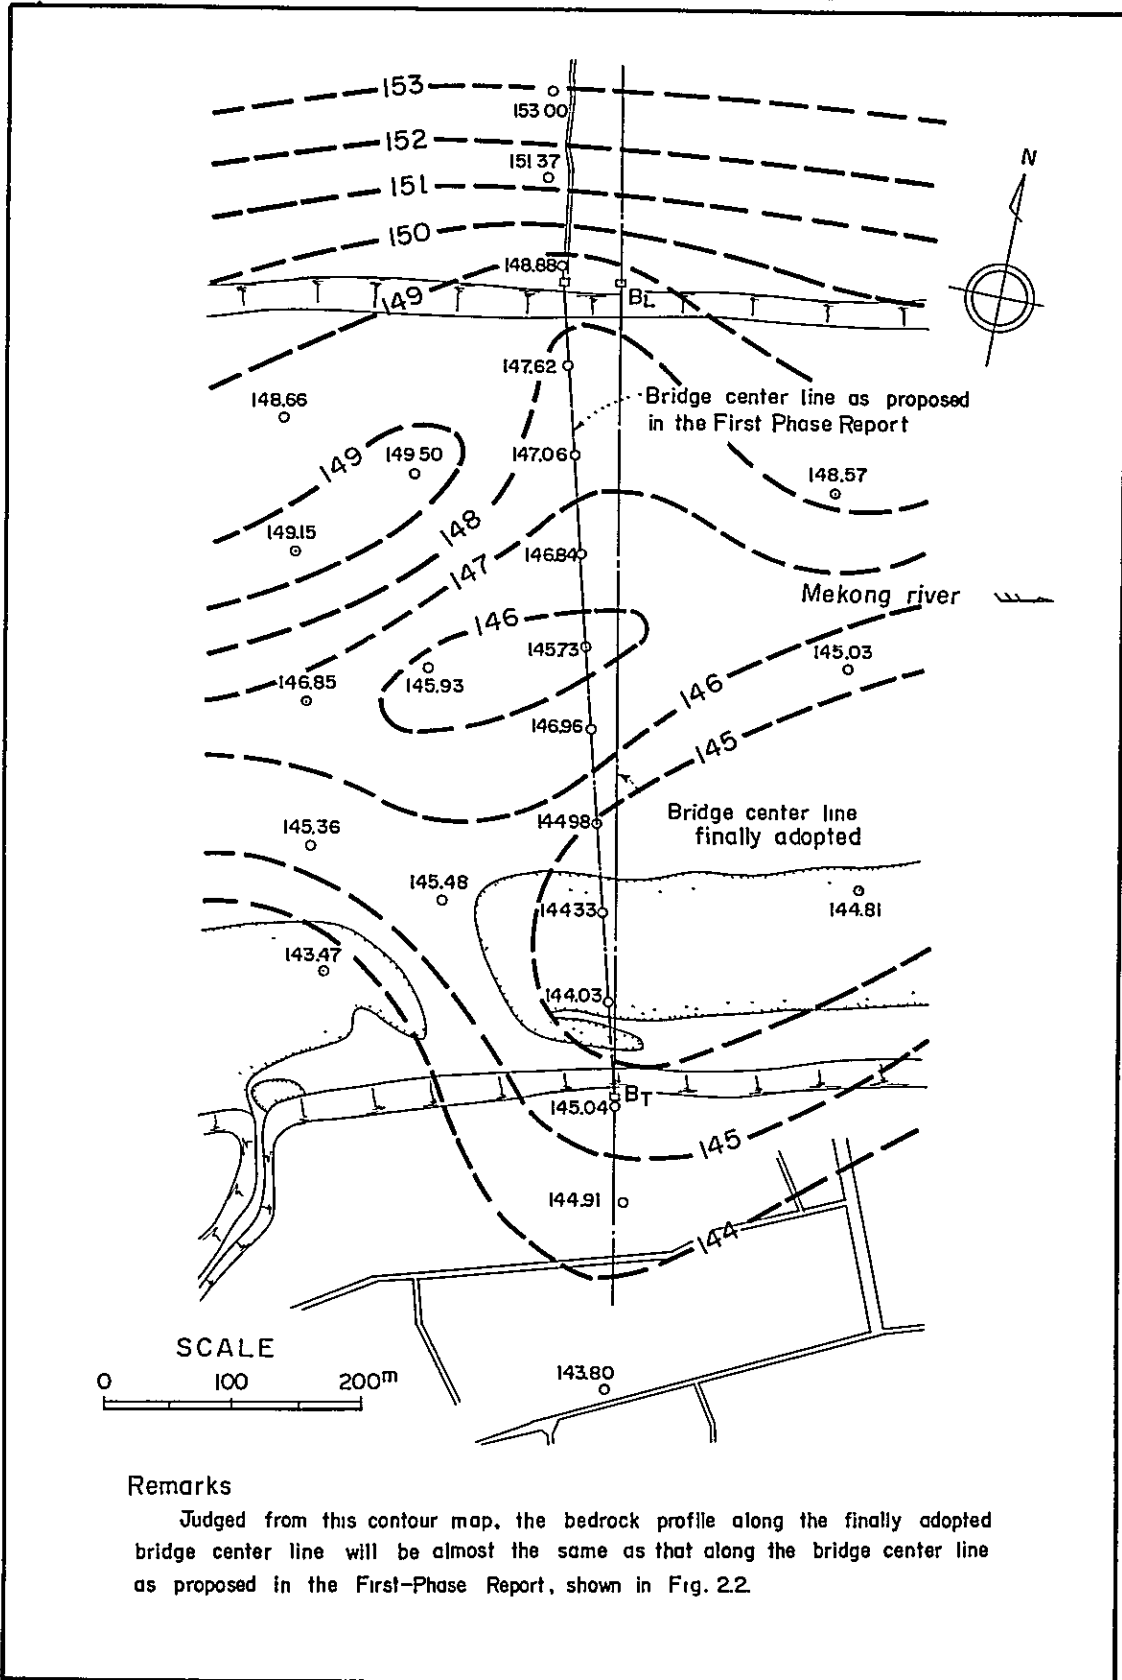 153
153 00
152
151 37
151
N
150
148.88
149
BL
147.62
Bridge center line as proposed
in the First Phase Report
148.66
149
149 50
147.06
148.57
148
149.15
147
146.84
Mekong river
146
145.73
145.03
146.85
145.93
146
146.96
145
Bridge center line
finally adopted
144.98
145.36
145.48
144.33
144.81
143.47
144.03
BT
145.04
145
144.91
144
SCALE
0 100 200m
143.80
Remarks
Judged from this contour map, the bedrock profile along the finally adopted
bridge center line will be almost the same as that along the bridge center line
as proposed in the First-Phase Report, shown in Fig. 2.2